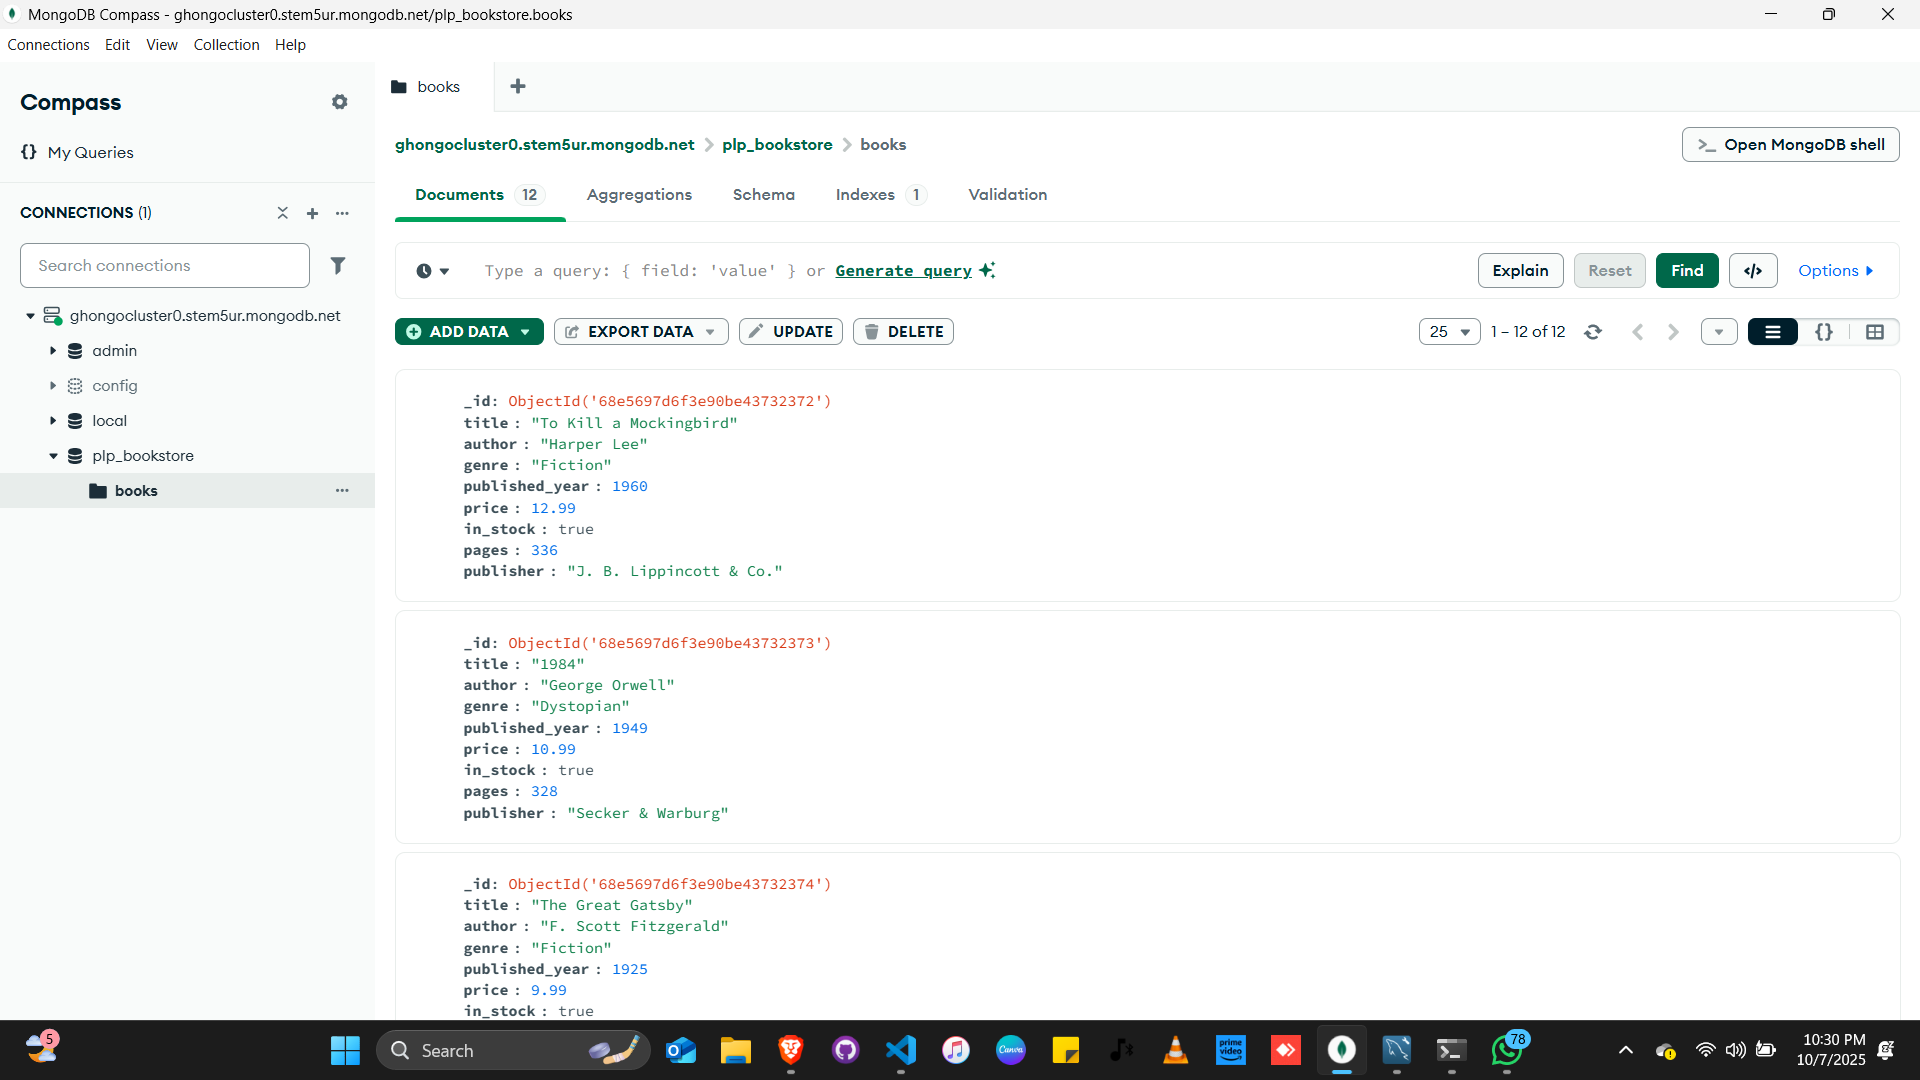 MongoDB Compass - ghongocluster0.stem5ur.mongodb.net/plp_bookstore.books
Connections Edit View Collection Help
Compass
My Queries
CONNECTIONS (1)
Search connections
ghongocluster0.stem5ur.mongodb.net
admin
config
local
plp_bookstore
books
books
ghongocluster0.stem5ur.mongodb.net > plp_bookstore > books
>_ Open MongoDB shell
Documents 12 Aggregations Schema Indexes 1 Validation
Type a query: { field: 'value' } or Generate query
Explain Reset Find </> Options
ADD DATA EXPORT DATA UPDATE DELETE
25 1 – 12 of 12 {}
_id: ObjectId('68e5697d6f3e90be43732372')
title : "To Kill a Mockingbird"
author : "Harper Lee"
genre : "Fiction"
published_year : 1960
price : 12.99
in_stock : true
pages : 336
publisher : "J. B. Lippincott & Co."
_id: ObjectId('68e5697d6f3e90be43732373')
title : "1984"
author : "George Orwell"
genre : "Dystopian"
published_year : 1949
price : 10.99
in_stock : true
pages : 328
publisher : "Secker & Warburg"
_id: ObjectId('68e5697d6f3e90be43732374')
title : "The Great Gatsby"
author : "F. Scott Fitzgerald"
genre : "Fiction"
published_year : 1925
price : 9.99
in_stock : true
5
Search
Canva
prime video
78
10:30 PM
10/7/2025